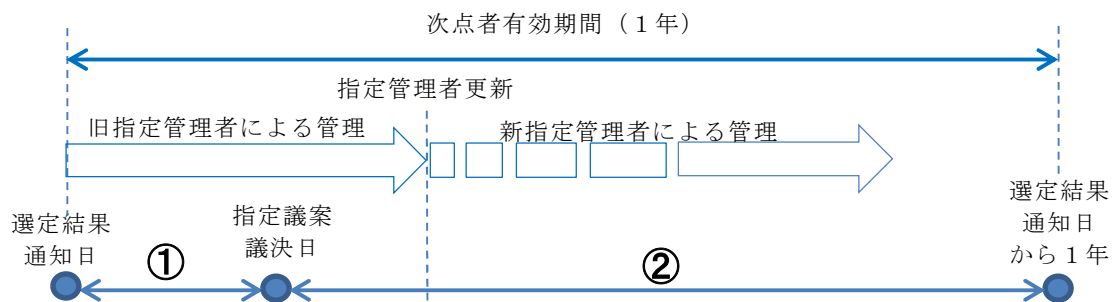 次点者有効期間（１年）
指定管理者更新
旧指定管理者による管理
新指定管理者による管理
選定結果
通知日
指定議案
議決日
選定結果
通知日
から１年
①
②